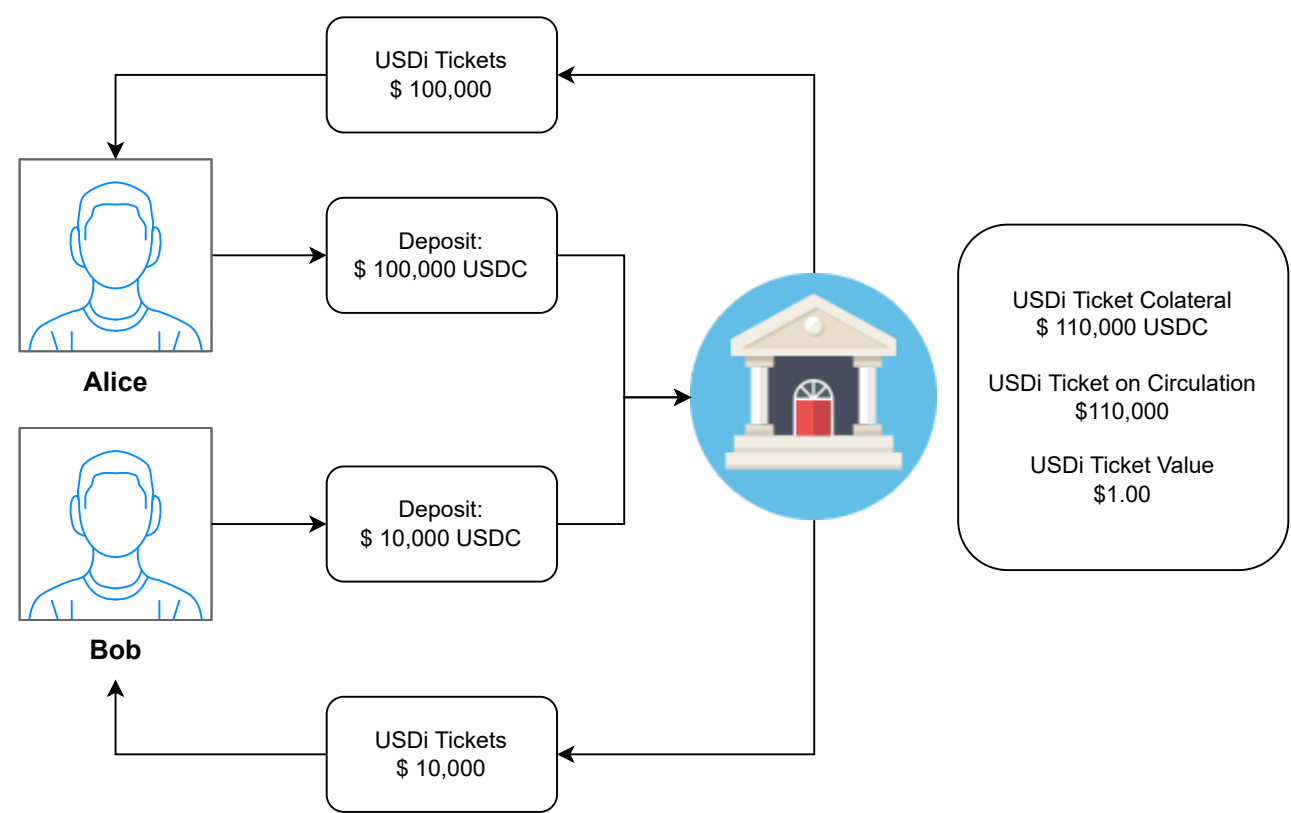 USDi Tickets
$ 100,000
Deposit:
$ 100,000 USDC
Alice
Deposit:
$ 10,000 USDC
Bob
USDi Tickets
$ 10,000
USDi Ticket Colateral
$ 110,000 USDC
USDi Ticket on Circulation
$110,000
USDi Ticket Value
$1.00